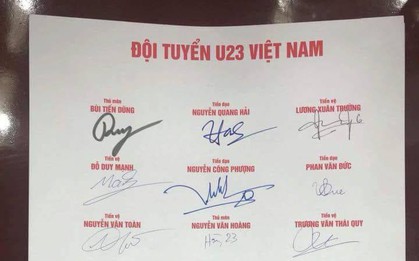 ĐỘI TUYỂN U23 VIỆT NAM
Thủ môn
BÙI TIẾN DŨNG
Tiền đạo
NGUYỄN QUANG HẢI
Tiền vệ
LƯƠNG XUÂN TRƯỜNG
Tiền vệ
ĐỖ DUY MẠNH
Tiền đạo
NGUYỄN CÔNG PHƯỢNG
Tiền đạo
PHAN VĂN ĐỨC
Tiền vệ
NGUYỄN VĂN TOÀN
Thủ môn
NGUYỄN VĂN HOÀNG
Tiền vệ
TRƯƠNG VĂN THÁI QUÝ